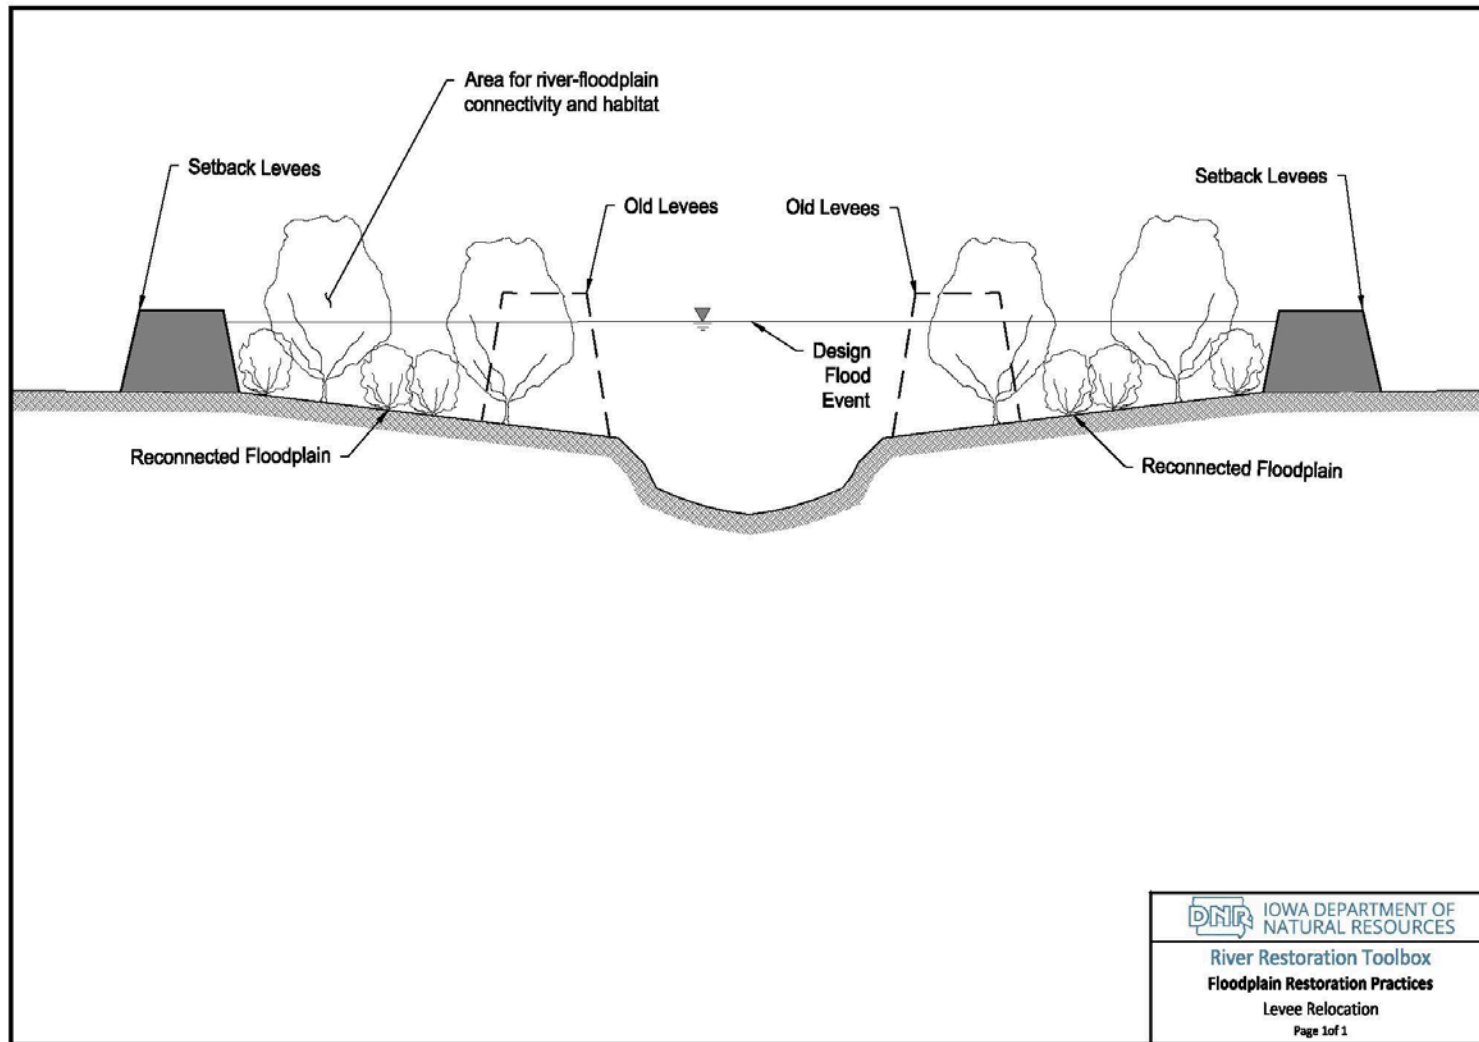 Area for river-floodplain
connectivity and habitat
Setback Levees
Setback Levees
Old Levees
Old Levees
Design
Flood
Event
Reconnected Floodplain
Reconnected Floodplain
DNR
IOWA DEPARTMENT OF
NATURAL RESOURCES
River Restoration Toolbox
Floodplain Restoration Practices
Levee Relocation
Page 1of 1